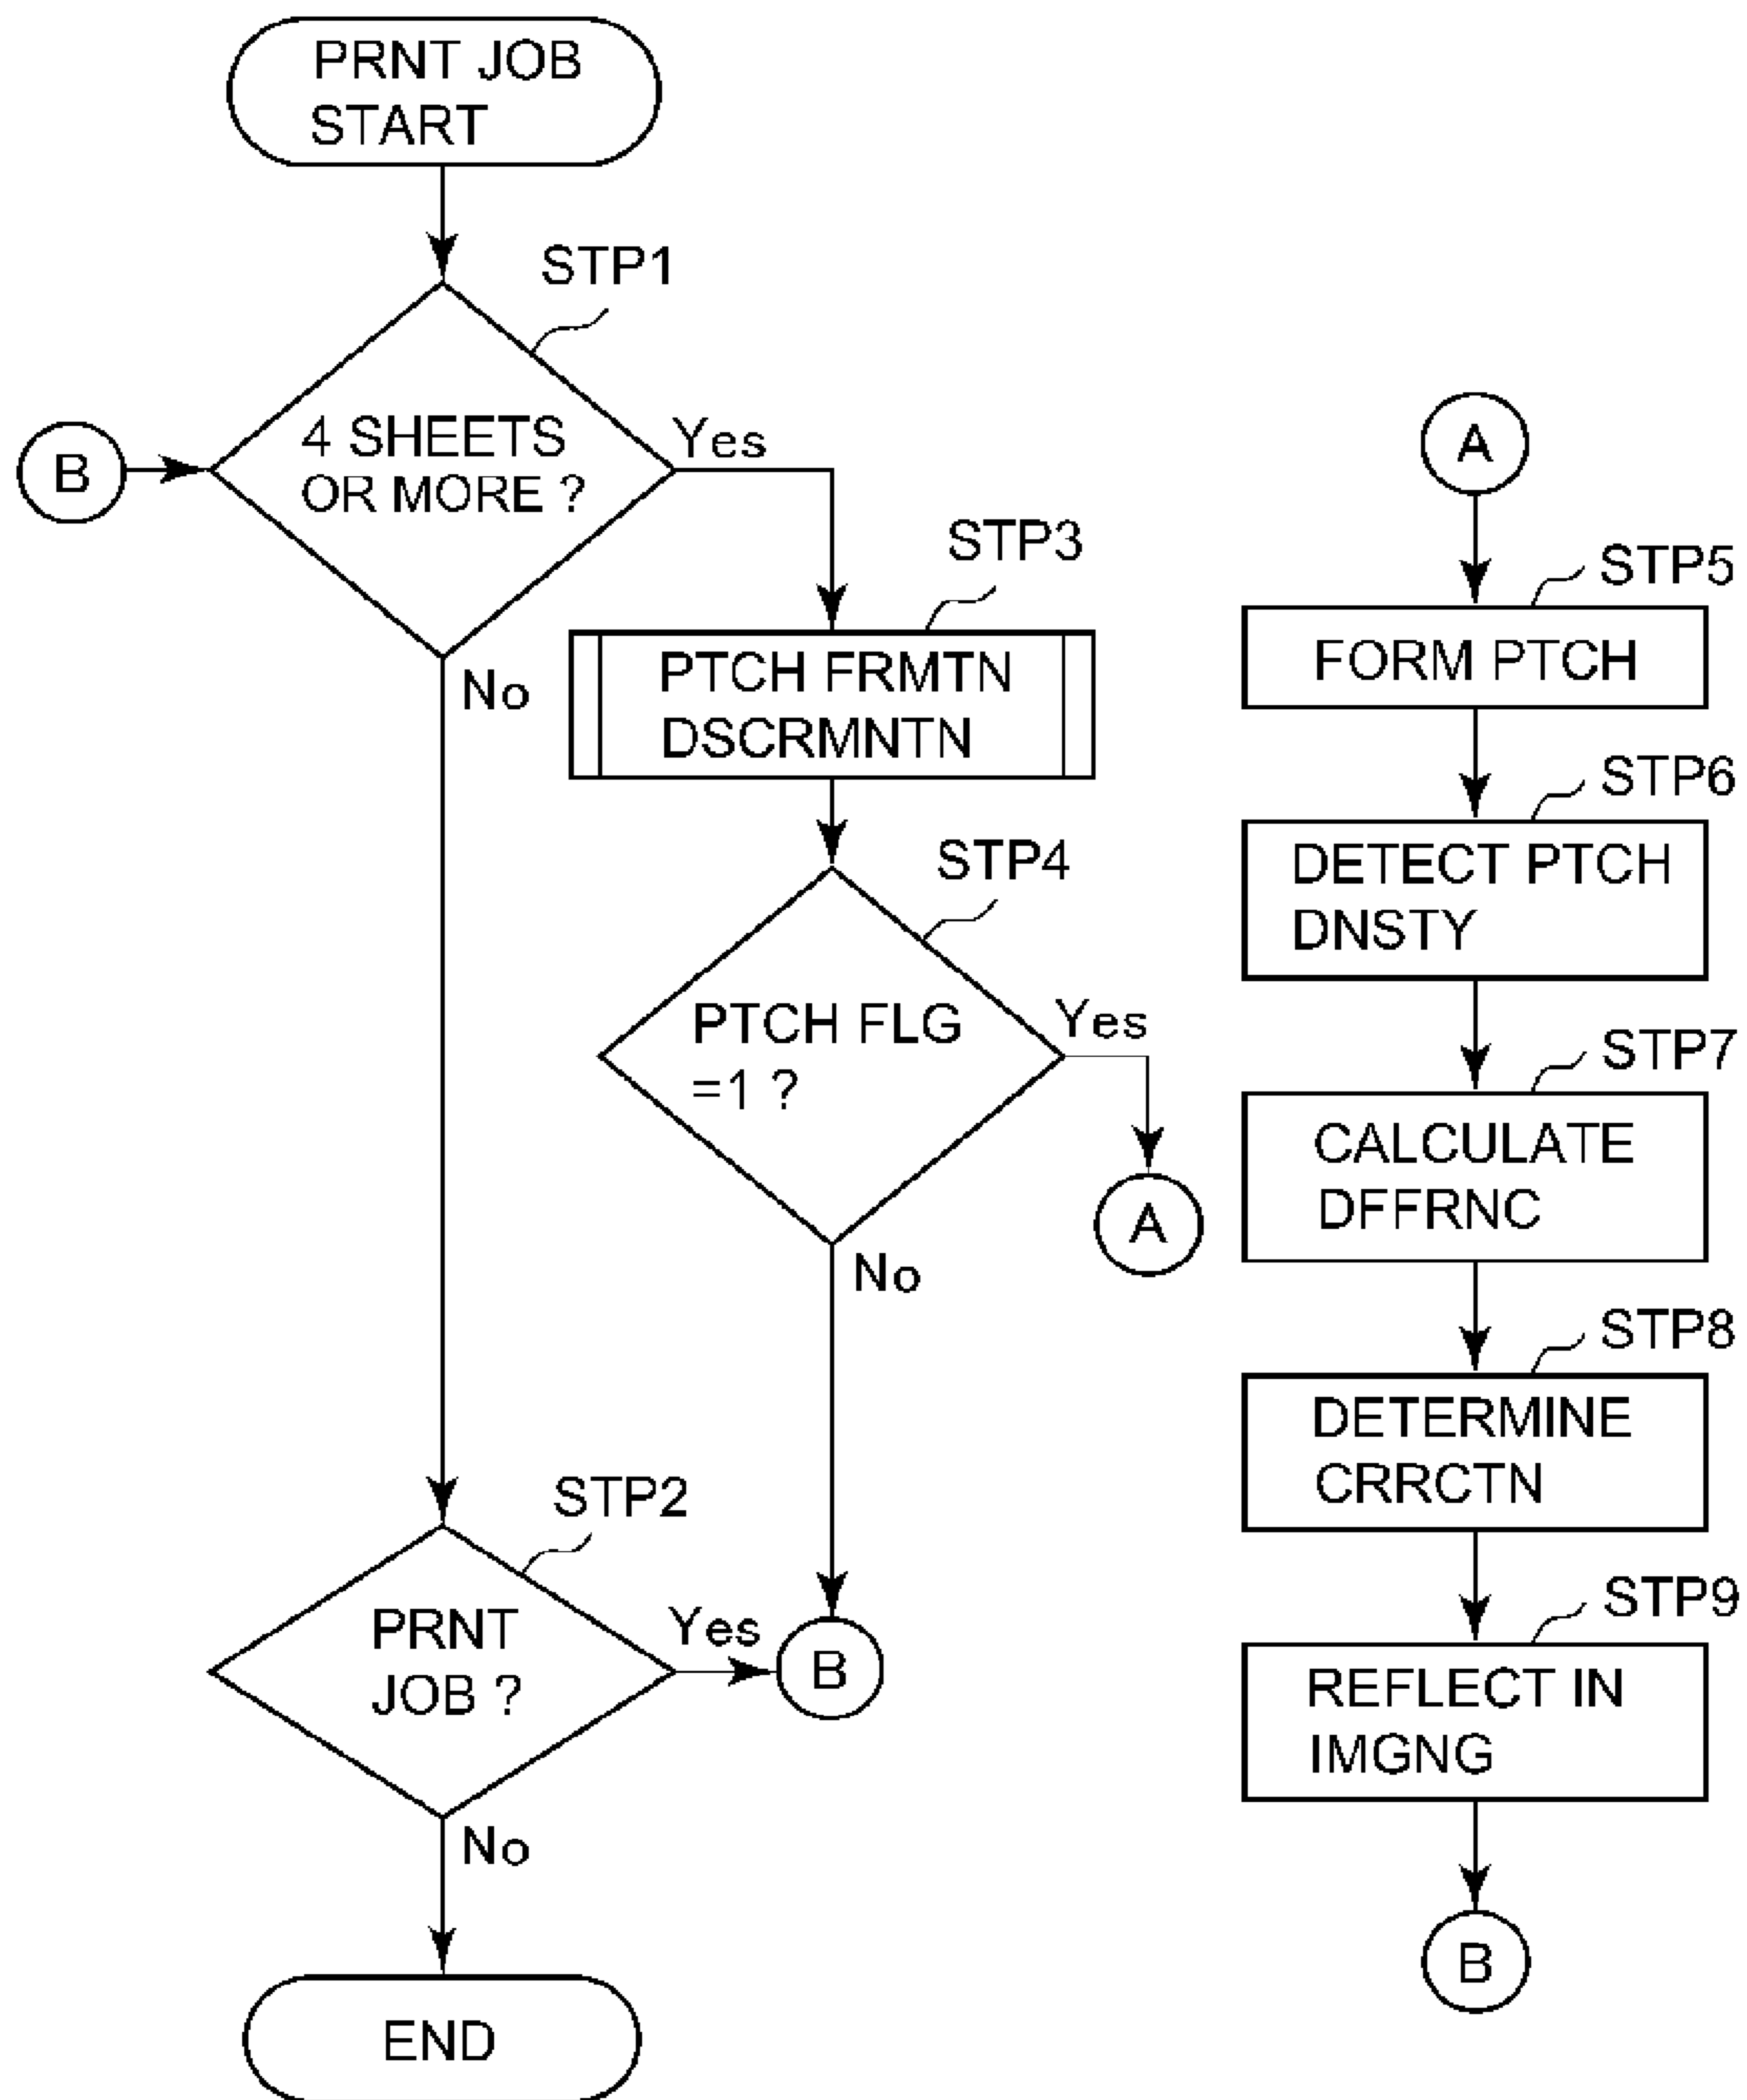 PRNT JOB
START
STP1
B
4 SHEETS
OR MORE ?
Yes
No
STP3
PTCH FRMTN
DSCRMNTN
STP4
PTCH FLG
=1 ?
Yes
A
No
STP2
PRNT
JOB ?
Yes
B
No
END
A
STP5
FORM PTCH
STP6
DETECT PTCH
DNSTY
STP7
CALCULATE
DFFRNC
STP8
DETERMINE
CRRCTN
STP9
REFLECT IN
IMGNG
B